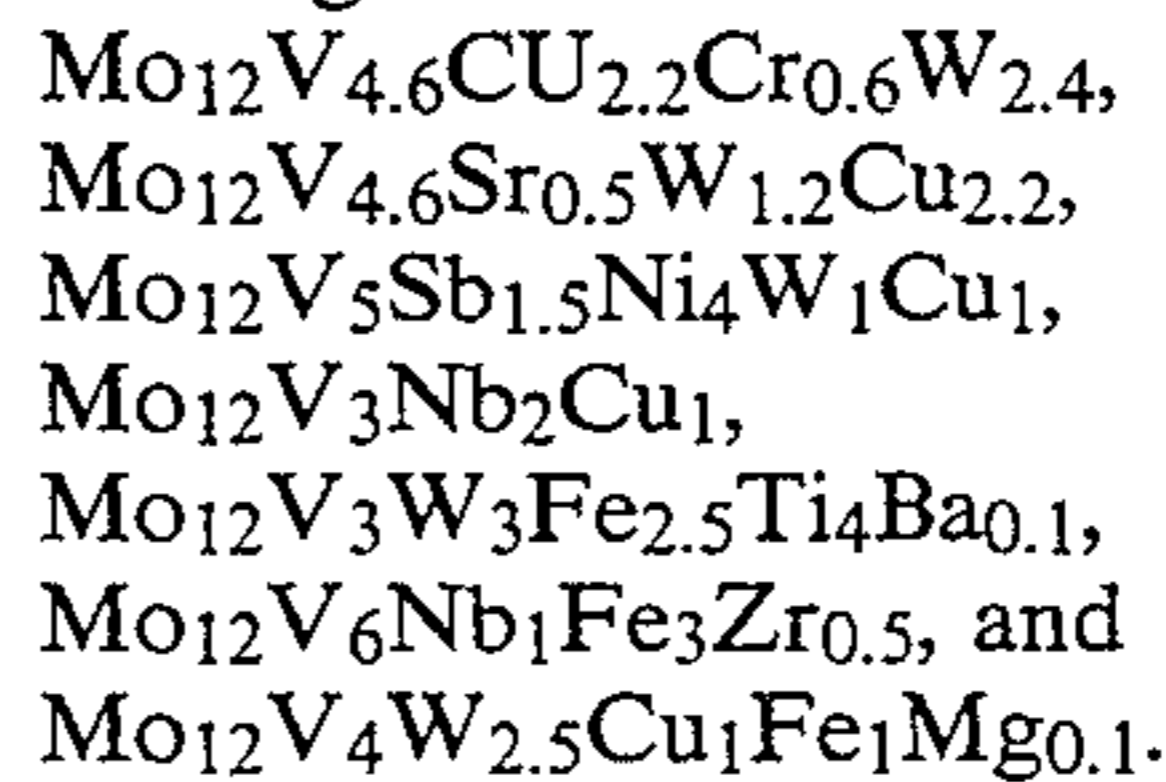 Mo₁₂V₄.₆CU₂.₂Cr₀.₆W₂.₄,
Mo₁₂V₄.₆Sr₀.₅W₁.₂Cu₂.₂,
Mo₁₂V₅Sb₁.₅Ni₄W₁Cu₁,
Mo₁₂V₃Nb₂Cu₁,
Mo₁₂V₃W₃Fe₂.₅Ti₄Ba₀.₁,
Mo₁₂V₆Nb₁Fe₃Zr₀.₅, and
Mo₁₂V₄W₂.₅Cu₁Fe₁Mg₀.₁.